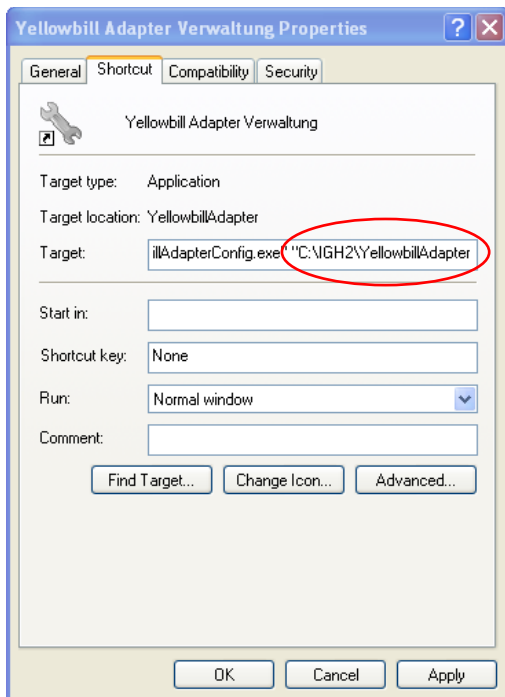 Yellowbill Adapter Verwaltung Properties
General Shortcut Compatibility Security
Yellowbill Adapter Verwaltung
Target type: Application
Target location: YellowbillAdapter
Target: illAdapterConfig.exe" "C:\IGH2\YellowbillAdapter
Start in:
Shortcut key: None
Run: Normal window
Comment:
Find Target... Change Icon... Advanced...
OK Cancel Apply